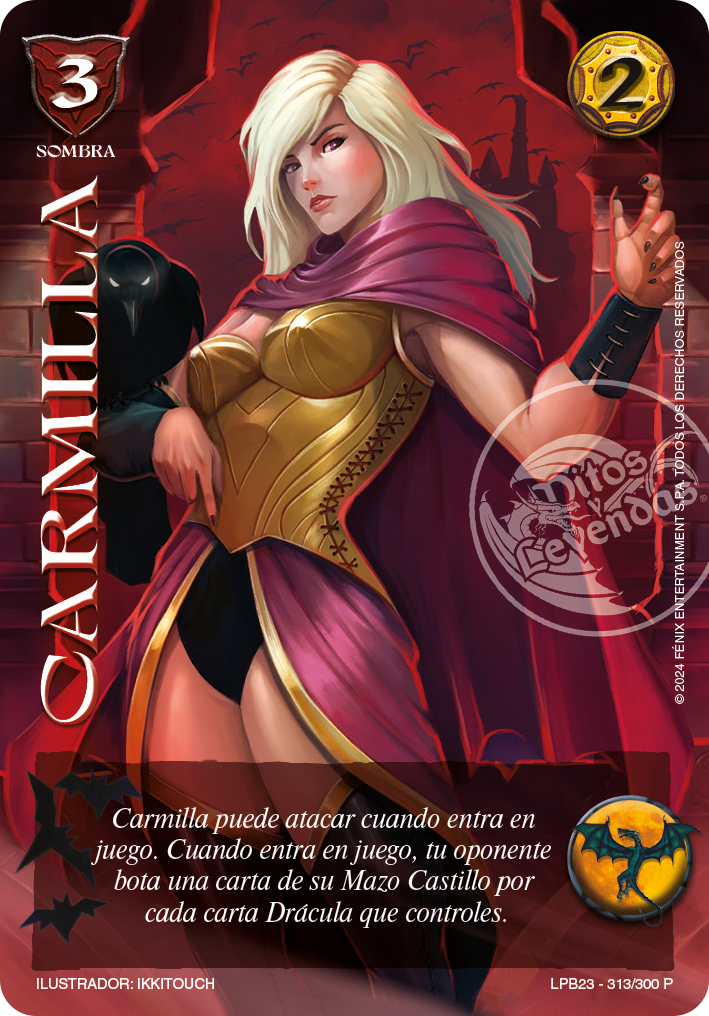 3
2
SOMBRA
CARMILLA
Mitos
y
Leyendas
®
© 2024 FÉNIX ENTERTAINMENT S.P.A. TODOS LOS DERECHOS RESERVADOS
Carmilla puede atacar cuando entra en
juego. Cuando entra en juego, tu oponente
bota una carta de su Mazo Castillo por
cada carta Drácula que controles.
ILUSTRADOR: IKKITOUCH
LPB23 - 313/300 P